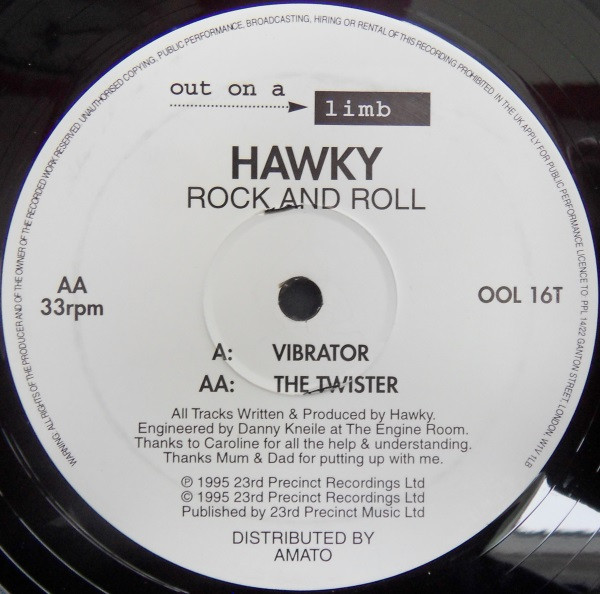 WARNING. ALL RIGHTS OF THE PRODUCER AND OF THE OWNER OF THE RECORDED WORK RESERVED. UNAUTHORISED COPYING, PUBLIC PERFORMANCE, BROADCASTING, HIRING OR RENTAL OF THIS RECORDING PROHIBITED. IN THE UK APPLY FOR PUBLIC PERFORMANCE LICENCE TO PPL 14/22 GANTON STREET, LONDON. W1V 1LB
out on a
limb
HAWKY
ROCK AND ROLL
AA
33rpm
OOL 16T
A: VIBRATOR
AA: THE TWiSTER
All Tracks Written & Produced by Hawky.
Engineered by Danny Kneile at The Engine Room.
Thanks to Caroline for all the help & understanding.
Thanks Mum & Dad for putting up with me.
℗ 1995 23rd Precinct Recordings Ltd
© 1995 23rd Precinct Recordings Ltd
Published by 23rd Precinct Music Ltd
DISTRIBUTED BY
AMATO